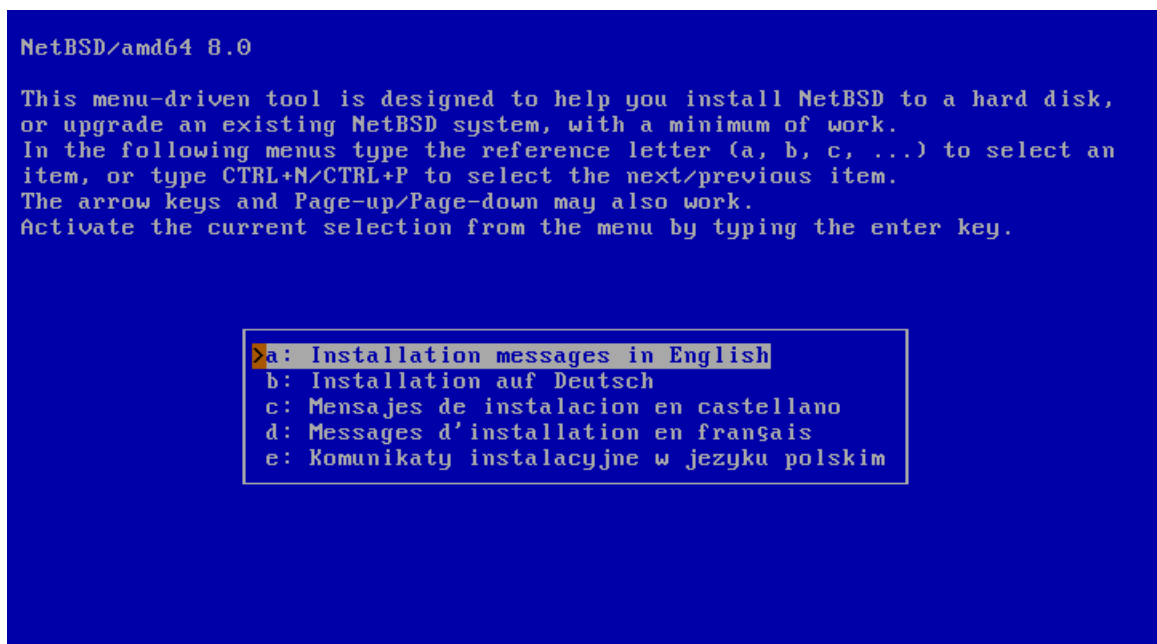 NetBSD/amd64 8.0
This menu-driven tool is designed to help you install NetBSD to a hard disk,
or upgrade an existing NetBSD system, with a minimum of work.
In the following menus type the reference letter (a, b, c, ...) to select an
item, or type CTRL+N/CTRL+P to select the next/previous item.
The arrow keys and Page-up/Page-down may also work.
Activate the current selection from the menu by typing the enter key.
>a: Installation messages in English
b: Installation auf Deutsch
c: Mensajes de instalacion en castellano
d: Messages d'installation en français
e: Komunikaty instalacyjne w jezyku polskim